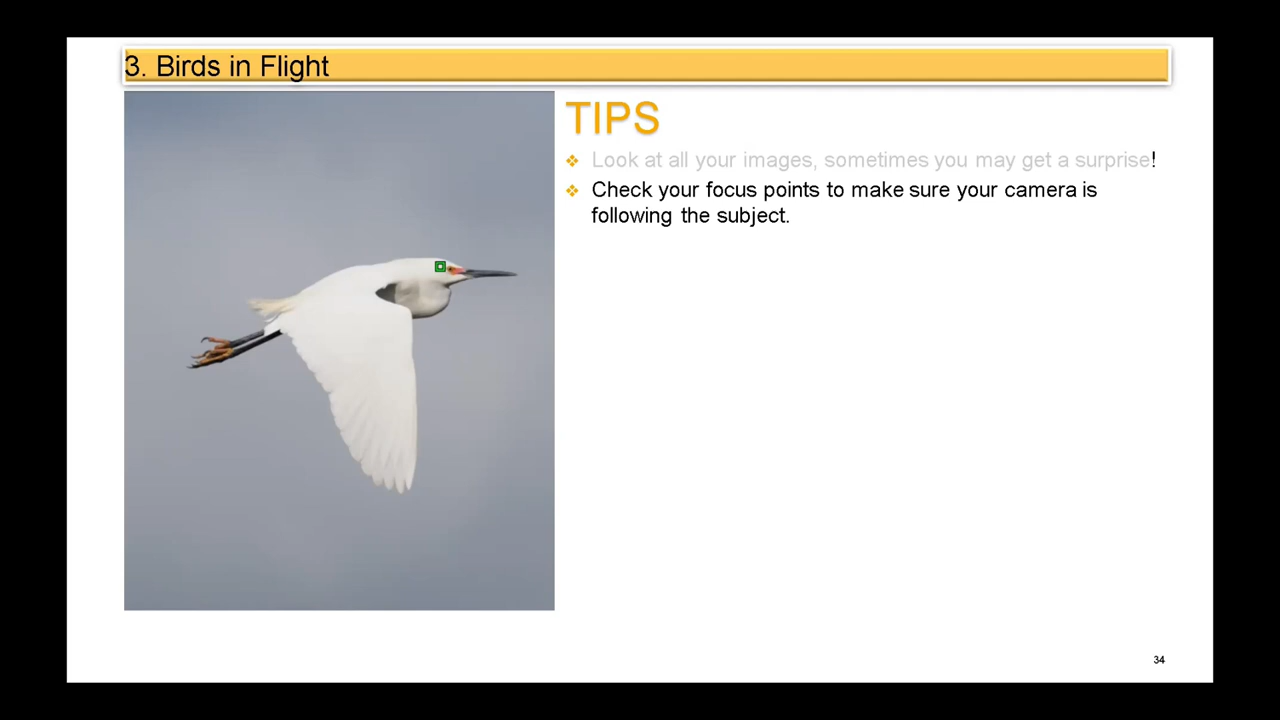 3. Birds in Flight
TIPS
❖ Look at all your images, sometimes you may get a surprise!
❖ Check your focus points to make sure your camera is
following the subject.
34